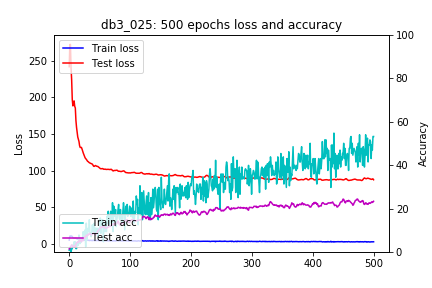 db3_025: 500 epochs loss and accuracy
Train loss
Test loss
Train acc
Test acc
Loss
Accuracy
250
200
150
100
50
0
100
80
60
40
20
0
0
100
200
300
400
500